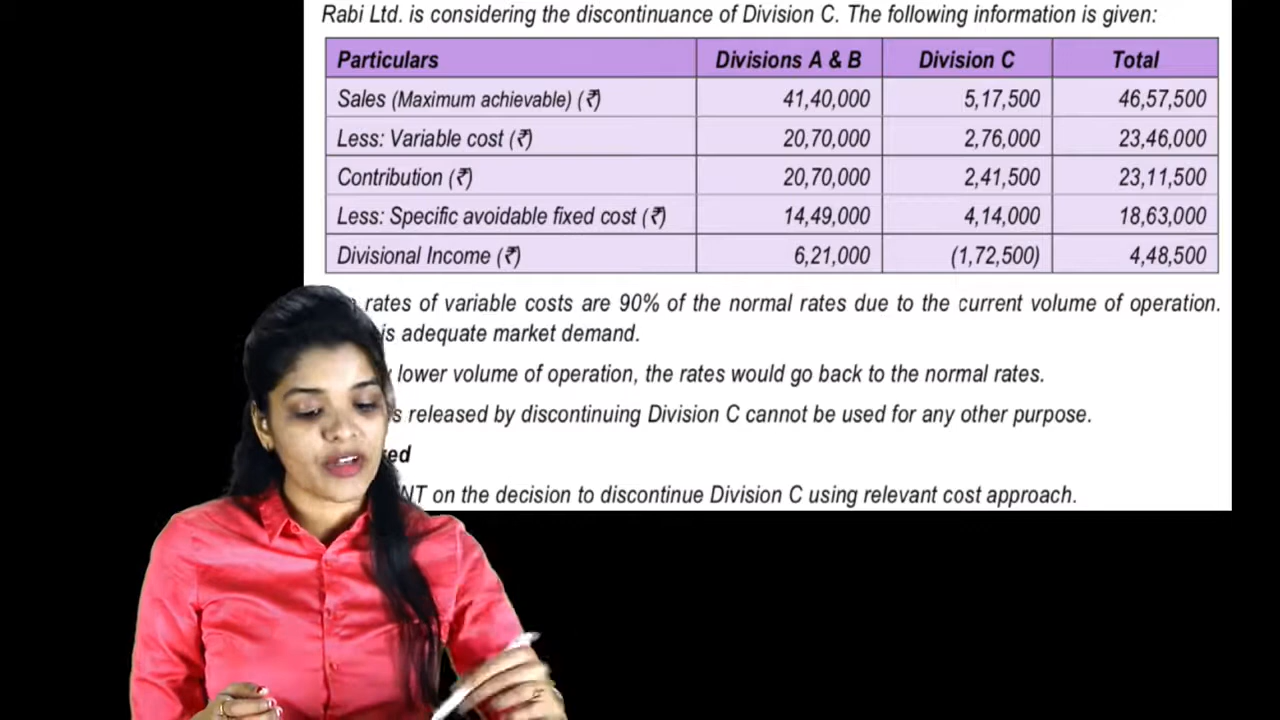 Rabi Ltd. is considering the discontinuance of Division C. The following information is given:
Particulars Divisions A & B Division C Total
Sales (Maximum achievable) (₹) 41,40,000 5,17,500 46,57,500
Less: Variable cost (₹) 20,70,000 2,76,000 23,46,000
Contribution (₹) 20,70,000 2,41,500 23,11,500
Less: Specific avoidable fixed cost (₹) 14,49,000 4,14,000 18,63,000
Divisional Income (₹) 6,21,000 (1,72,500) 4,48,500
rates of variable costs are 90% of the normal rates due to the current volume of operation.
is adequate market demand.
lower volume of operation, the rates would go back to the normal rates.
released by discontinuing Division C cannot be used for any other purpose.
on the decision to discontinue Division C using relevant cost approach.